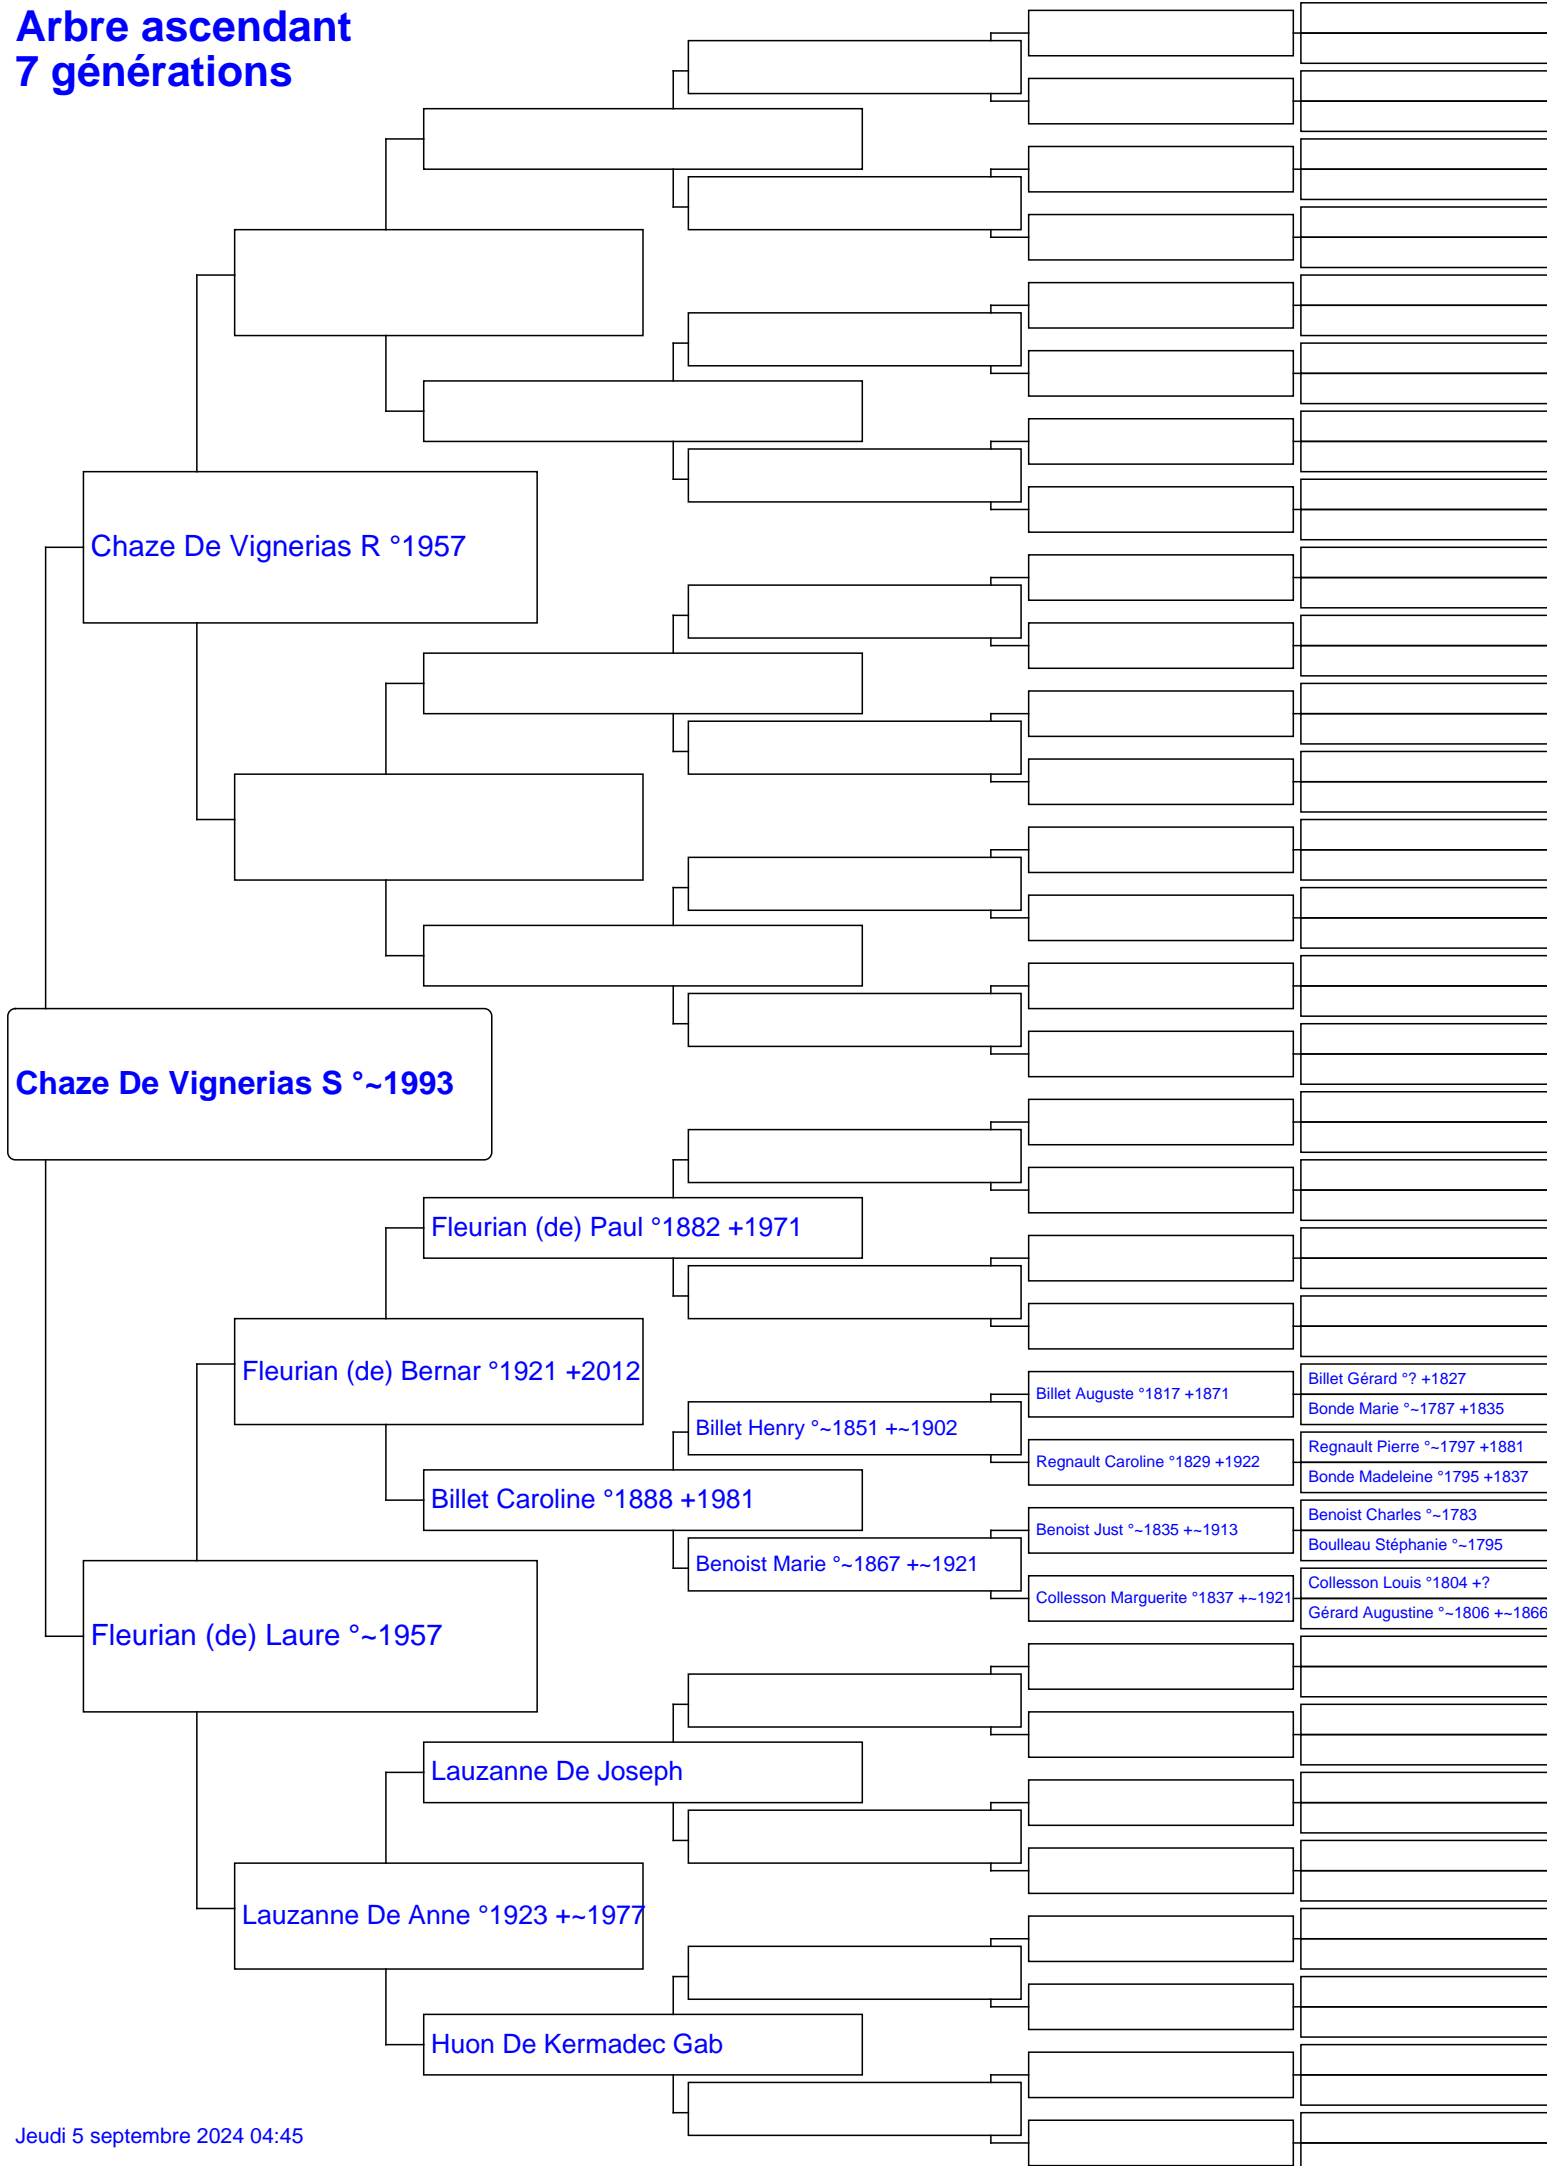 Arbre ascendant
7 générations
Chaze De Vignerias R °1957
Chaze De Vignerias S °~1993
Fleurian (de) Paul °1882 +1971
Fleurian (de) Bernar °1921 +2012
Billet Gérard °? +1827
Billet Auguste °1817 +1871
Bonde Marie °~1787 +1835
Billet Henry °~1851 +~1902
Regnault Pierre °~1797 +1881
Regnault Caroline °1829 +1922
Bonde Madeleine °1795 +1837
Billet Caroline °1888 +1981
Benoist Charles °~1783
Benoist Just °~1835 +~1913
Boulleau Stéphanie °~1795
Benoist Marie °~1867 +~1921
Collesson Louis °1804 +?
Collesson Marguerite °1837 +~1921
Gérard Augustine °~1806 +~1866
Fleurian (de) Laure °~1957
Lauzanne De Joseph
Lauzanne De Anne °1923 +~1977
Huon De Kermadec Gab
Jeudi 5 septembre 2024 04:45